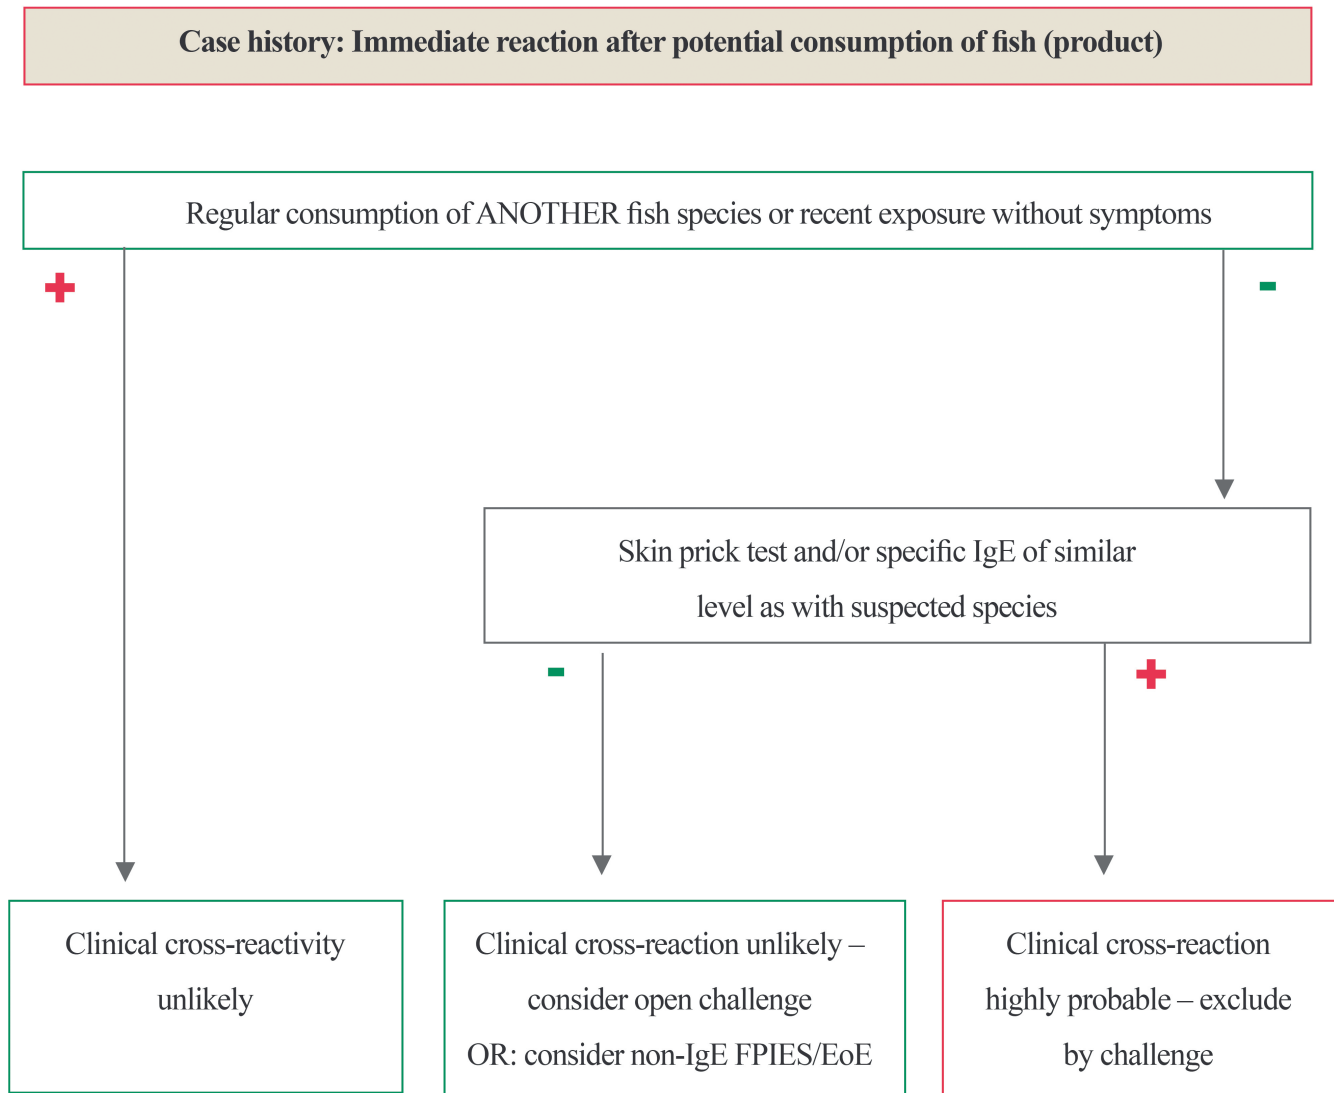 Case history: Immediate reaction after potential consumption of fish (product)
Regular consumption of ANOTHER fish species or recent exposure without symptoms
+
-
Skin prick test and/or specific IgE of similar
level as with suspected species
-
+
Clinical cross-reactivity
unlikely
Clinical cross-reaction unlikely –
consider open challenge
OR: consider non-IgE FPIES/EoE
Clinical cross-reaction
highly probable – exclude
by challenge